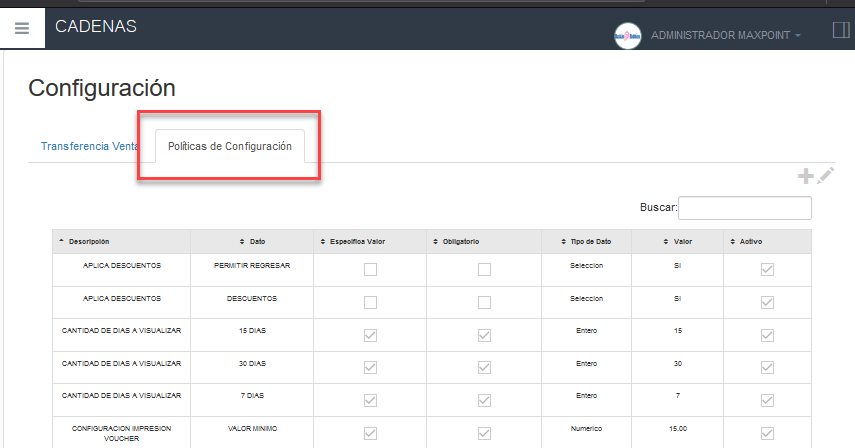 CADENAS
ADMINISTRADOR MAXPOINT
Configuración
Transferencia Venta
Políticas de Configuración
Buscar:
Descripción Dato Especifica Valor Obligatorio Tipo de Dato Valor Activo
APLICA DESCUENTOS PERMITIR REGRESAR Seleccion SI
APLICA DESCUENTOS DESCUENTOS Seleccion SI
CANTIDAD DE DIAS A VISUALIZAR 15 DIAS Entero 15
CANTIDAD DE DIAS A VISUALIZAR 30 DIAS Entero 30
CANTIDAD DE DIAS A VISUALIZAR 7 DIAS Entero 7
CONFIGURACION IMPRESION VOUCHER VALOR MINIMO Numerico 15.00